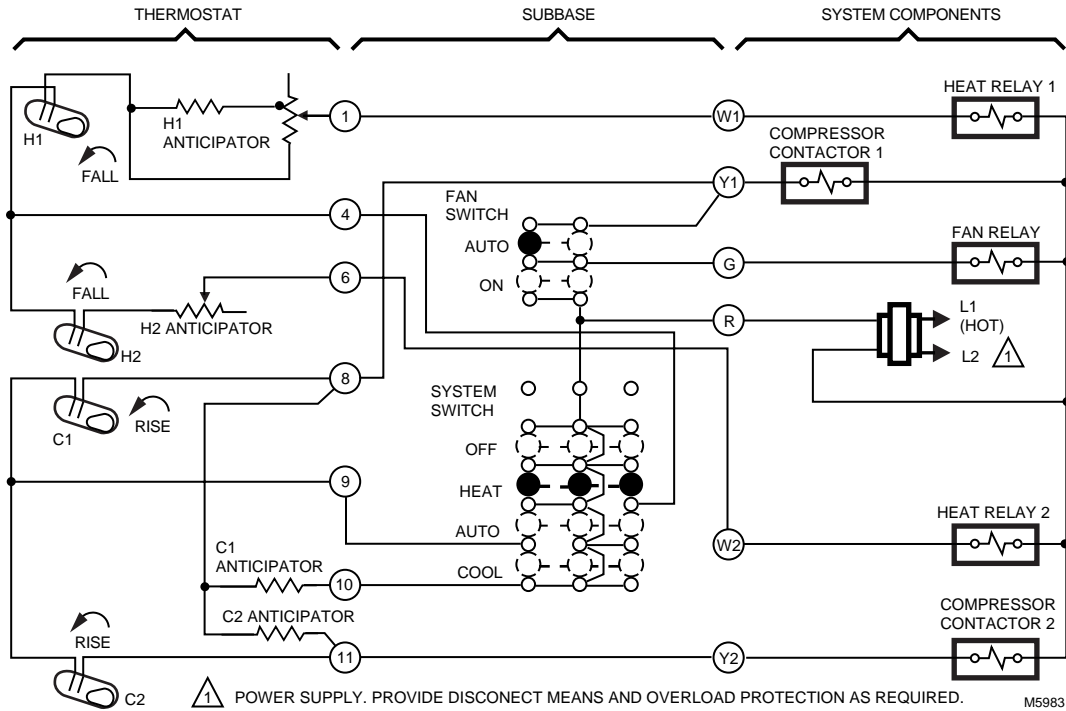 THERMOSTAT
SUBBASE
SYSTEM COMPONENTS
H1
FALL
H1
ANTICIPATOR
1
W1
HEAT RELAY 1
COMPRESSOR
CONTACTOR 1
Y1
FAN
SWITCH
AUTO
ON
4
G
FAN RELAY
FALL
6
H2 ANTICIPATOR
H2
R
L1
(HOT)
L2
1
8
C1
RISE
SYSTEM
SWITCH
OFF
HEAT
AUTO
COOL
9
W2
HEAT RELAY 2
C1
ANTICIPATOR
10
C2 ANTICIPATOR
11
Y2
COMPRESSOR
CONTACTOR 2
RISE
C2
1 POWER SUPPLY. PROVIDE DISCONECT MEANS AND OVERLOAD PROTECTION AS REQUIRED.
M5983